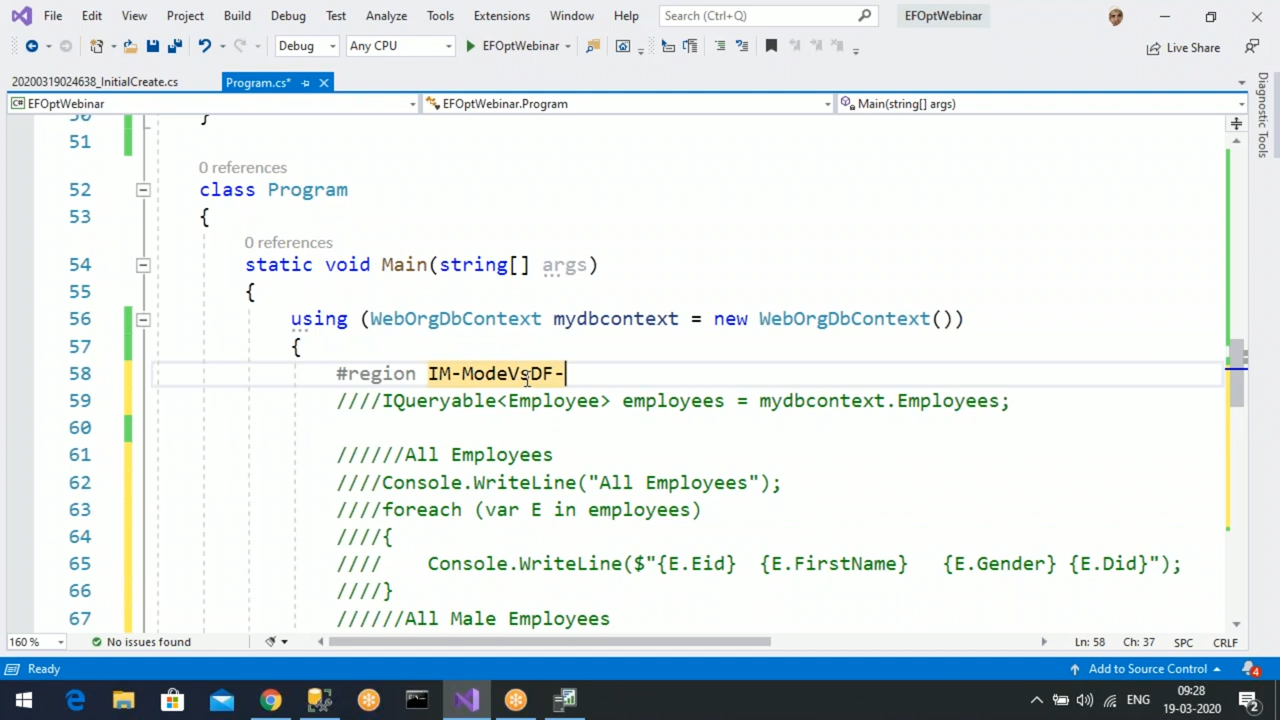 File Edit View Project Build Debug Test Analyze Tools Extensions Window Help Search (Ctrl+Q) EFOptWebinar
Debug Any CPU EFOptWebinar Live Share
20200319024638_InitialCreate.cs Program.cs*
EFOptWebinar EFOptWebinar.Program Main(string[] args)
50 }
51
0 references
52 class Program
53 {
0 references
54 static void Main(string[] args)
55 {
56 using (WebOrgDbContext mydbcontext = new WebOrgDbContext())
57 {
58 #region IM-ModeVsDF-
59 ////IQueryable<Employee> employees = mydbcontext.Employees;
60
61 //////All Employees
62 ////Console.WriteLine("All Employees");
63 ////foreach (var E in employees)
64 ////{
65 ////    Console.WriteLine($"{E.Eid}  {E.FirstName}   {E.Gender} {E.Did}");
66 ////}
67 //////All Male Employees
Diagnostic Tools
160 % No issues found Ln: 58 Ch: 37 SPC CRLF
Ready Add to Source Control 4
ENG 09:28
19-03-2020 2